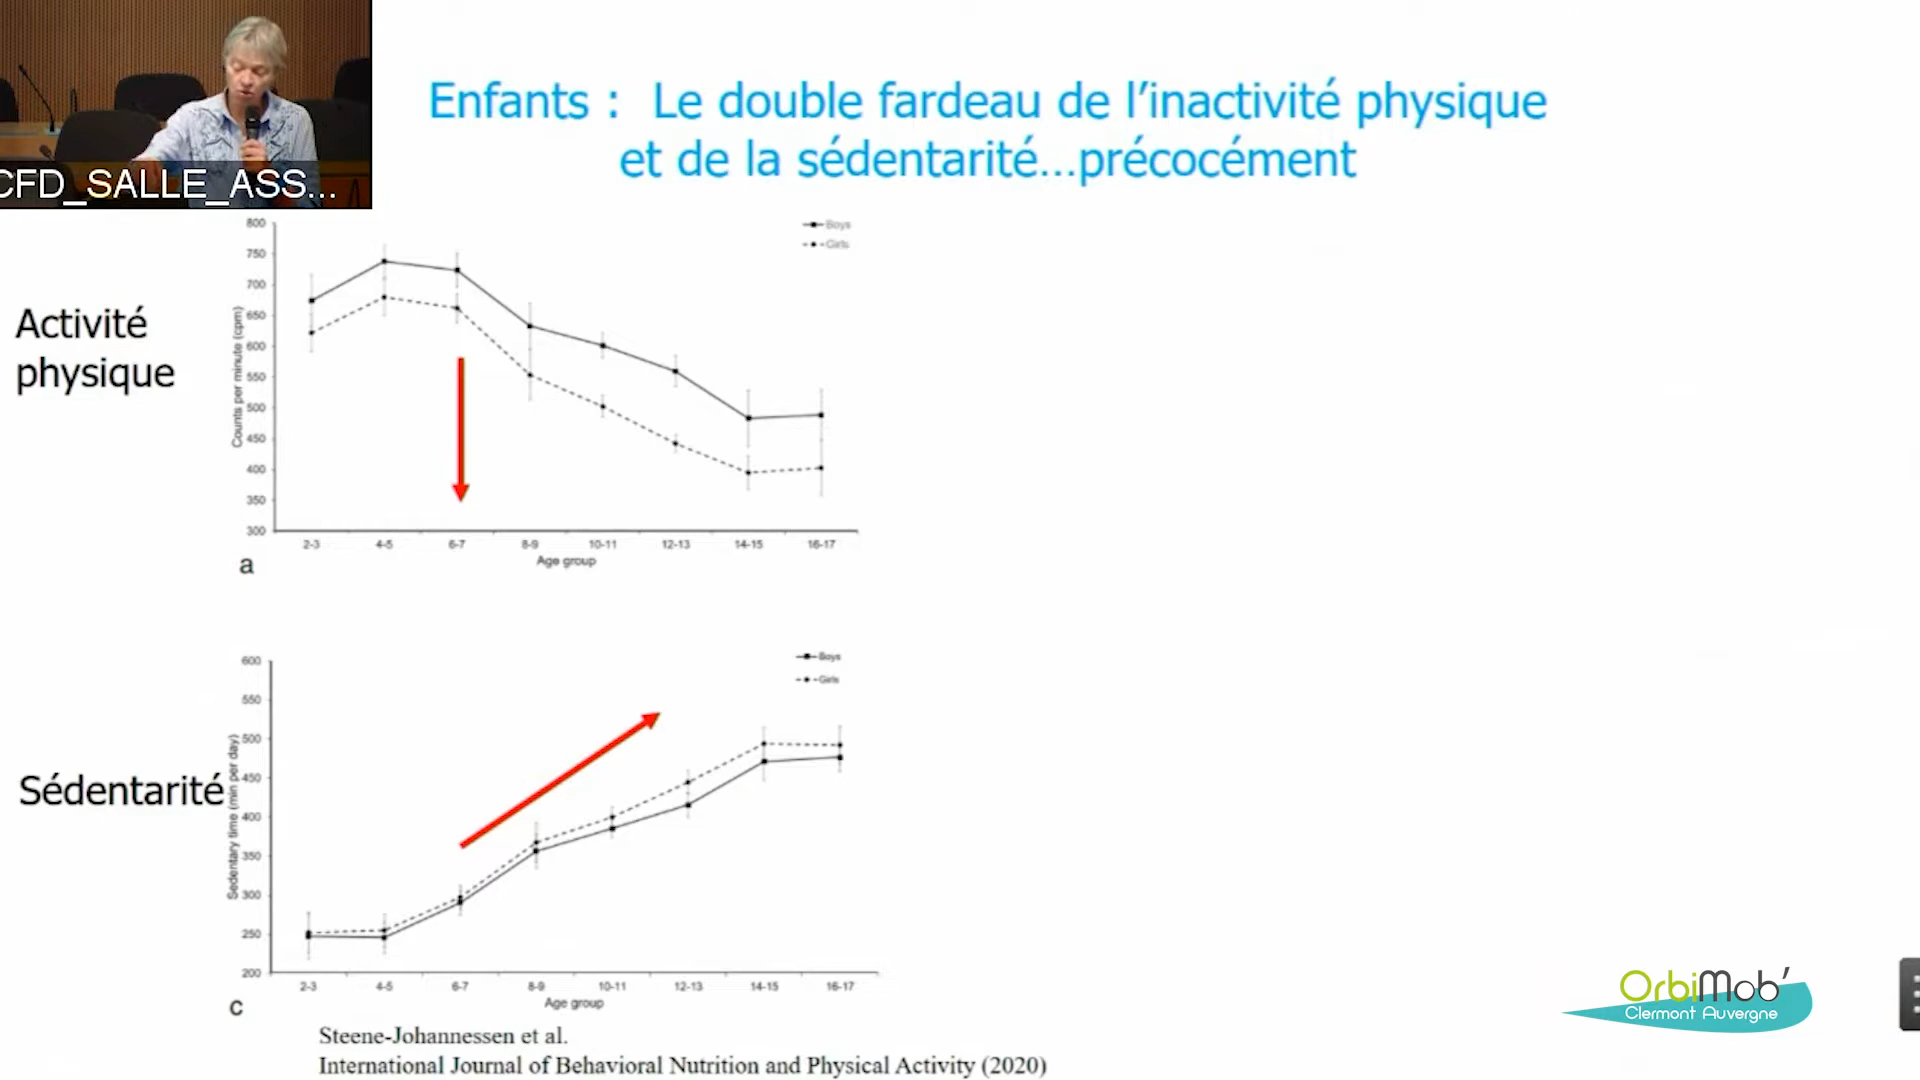 CFD_SALLE_ASS...
Enfants : Le double fardeau de l'inactivité physique
et de la sédentarité...précocément
Activité
physique
Counts per minute (cpm)
800
750
700
650
600
550
500
450
400
350
300
Boys
Girls
2-3 4-5 6-7 8-9 10-11 12-13 14-15 16-17
Age group
a
Sédentarité
Sedentary time (min per day)
600
550
500
450
400
350
300
250
200
Boys
Girls
2-3 4-5 6-7 8-9 10-11 12-13 14-15 16-17
Age group
c
Steene-Johannessen et al.
International Journal of Behavioral Nutrition and Physical Activity (2020)
OrbiMob'
Clermont Auvergne